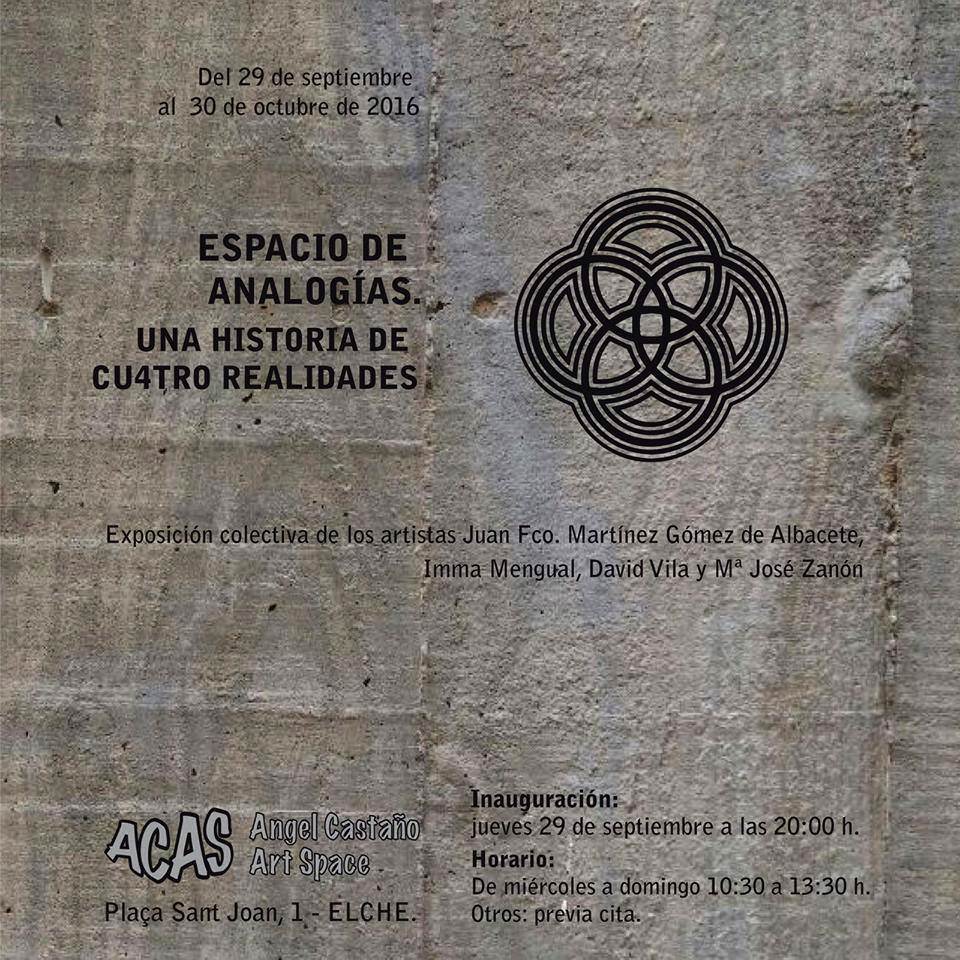 Del 29 de septiembre
al 30 de octubre de 2016
ESPACIO DE
ANALOGÍAS.
UNA HISTORIA DE
CU4TRO REALIDADES
Exposición colectiva de los artistas Juan Fco. Martínez Gómez de Albacete,
Imma Mengual, David Vila y Mª José Zanón
ACAS Angel Castaño
Art Space
Plaça Sant Joan, 1 - ELCHE.
Inauguración:
jueves 29 de septiembre a las 20:00 h.
Horario:
De miércoles a domingo 10:30 a 13:30 h.
Otros: previa cita.